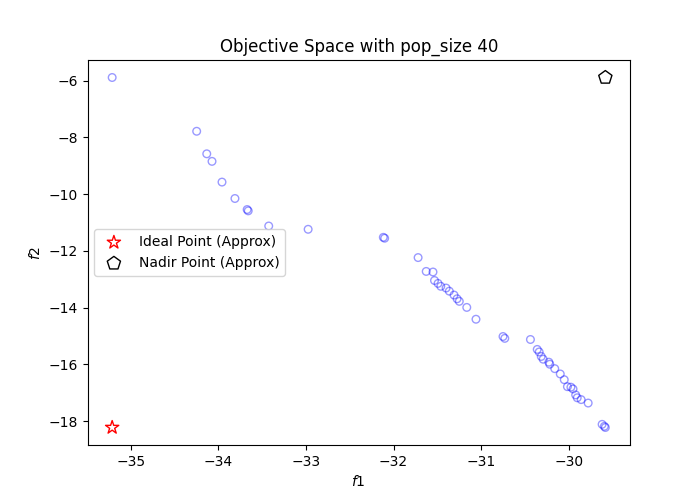 Objective Space with pop_size 40
f2
−6
−8
−10
−12
−14
−16
−18
Ideal Point (Approx)
Nadir Point (Approx)
−35
−34
−33
−32
−31
−30
f1